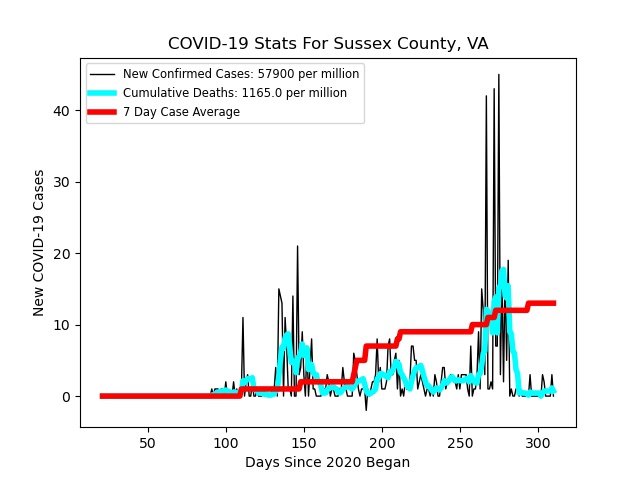 COVID-19 Stats For Sussex County, VA
New Confirmed Cases: 57900 per million
Cumulative Deaths: 1165.0 per million
7 Day Case Average
New COVID-19 Cases
40
30
20
10
0
50 100 150 200 250 300
Days Since 2020 Began